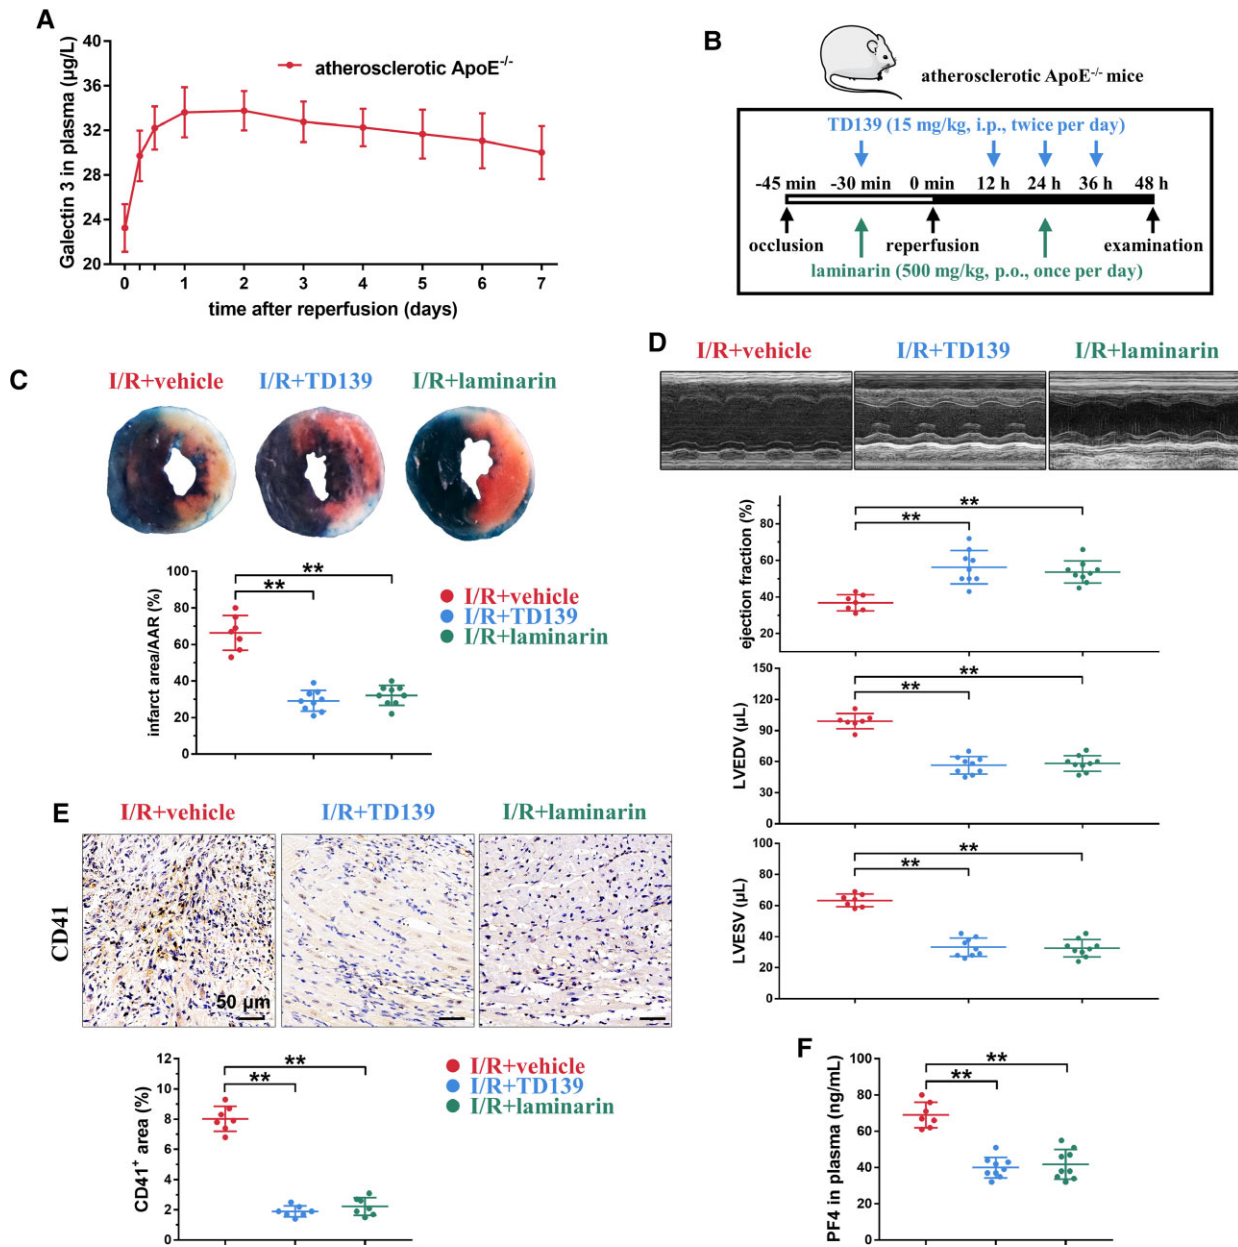 A
Galectin 3 in plasma (µg/L)
40
36
32
28
24
20
atherosclerotic ApoE-/-
0 1 2 3 4 5 6 7
time after reperfusion (days)
B
atherosclerotic ApoE-/- mice
TD139 (15 mg/kg, i.p., twice per day)
-45 min -30 min 0 min 12 h 24 h 36 h 48 h
occlusion reperfusion examination
laminarin (500 mg/kg, p.o., once per day)
C
I/R+vehicle I/R+TD139 I/R+laminarin
infarct area/AAR (%)
100
80
60
40
20
0
**
**
I/R+vehicle
I/R+TD139
I/R+laminarin
D
I/R+vehicle I/R+TD139 I/R+laminarin
ejection fraction (%)
80
60
40
20
**
**
LVEDV (µL)
150
120
90
60
30
0
**
**
LVESV (µL)
100
80
60
40
20
0
**
**
E
I/R+vehicle I/R+TD139 I/R+laminarin
CD41
50 µm
CD41+ area (%)
12
10
8
6
4
2
0
**
**
I/R+vehicle
I/R+TD139
I/R+laminarin
F
PF4 in plasma (ng/mL)
100
80
60
40
20
0
**
**